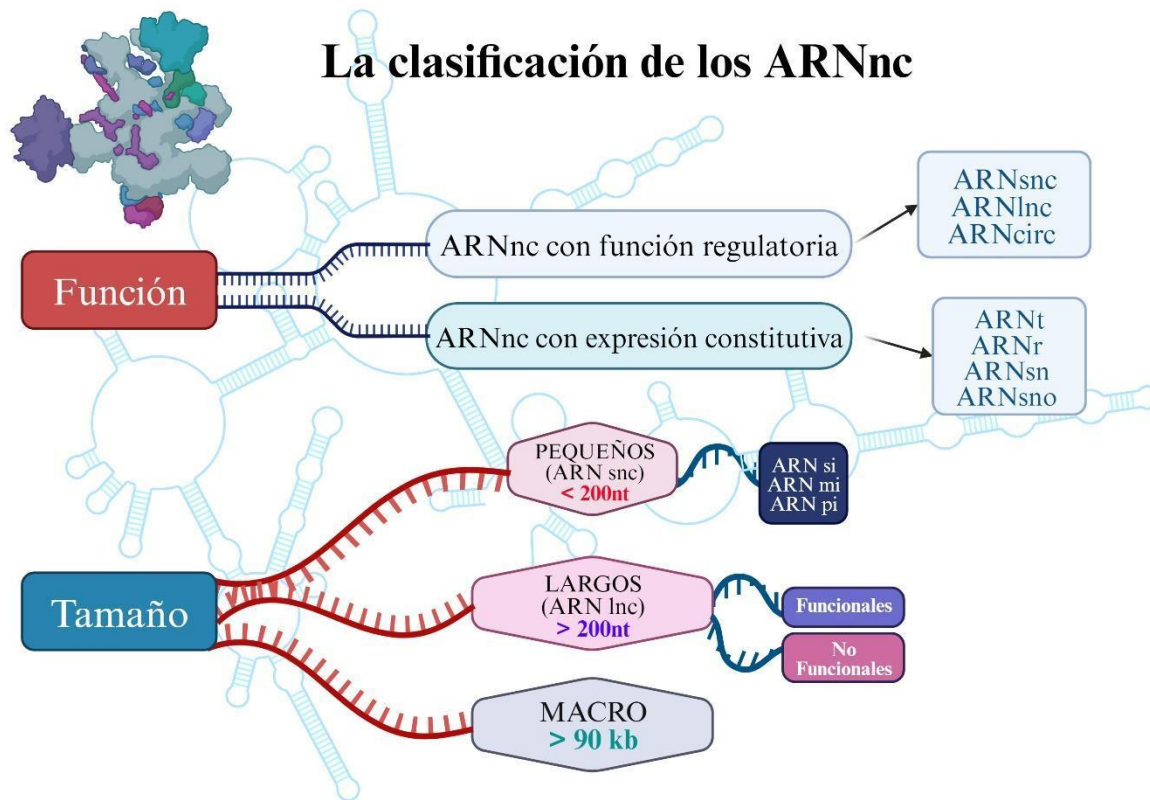 La clasificación de los ARNnc
Función
ARNnc con función regulatoria
ARNsnc
ARNlnc
ARNcirc
ARNnc con expresión constitutiva
ARNt
ARNr
ARNsn
ARNsno
Tamaño
PEQUEÑOS
(ARN snc)
< 200nt
ARN si
ARN mi
ARN pi
LARGOS
(ARN lnc)
> 200nt
Funcionales
No
Funcionales
MACRO
> 90 kb